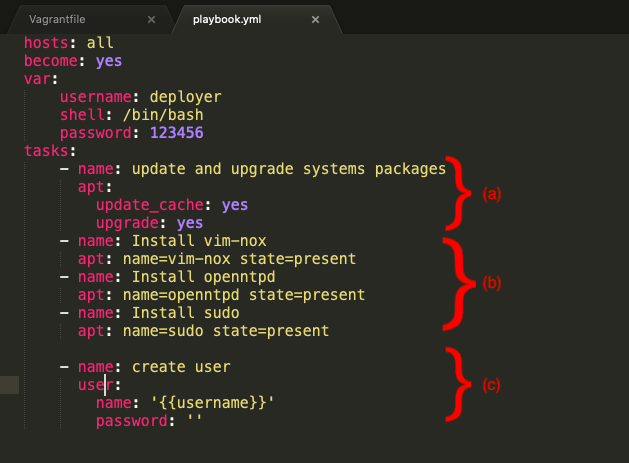 Vagrantfile × playbook.yml ×
hosts: all
become: yes
var:
    username: deployer
    shell: /bin/bash
    password: 123456
tasks:
    - name: update and upgrade systems packages
      apt:
        update_cache: yes
        upgrade: yes
(a)
    - name: Install vim-nox
      apt: name=vim-nox state=present
    - name: Install openntpd
      apt: name=openntpd state=present
    - name: Install sudo
      apt: name=sudo state=present
(b)
    - name: create user
      user:
        name: '{{username}}'
        password: ''
(c)